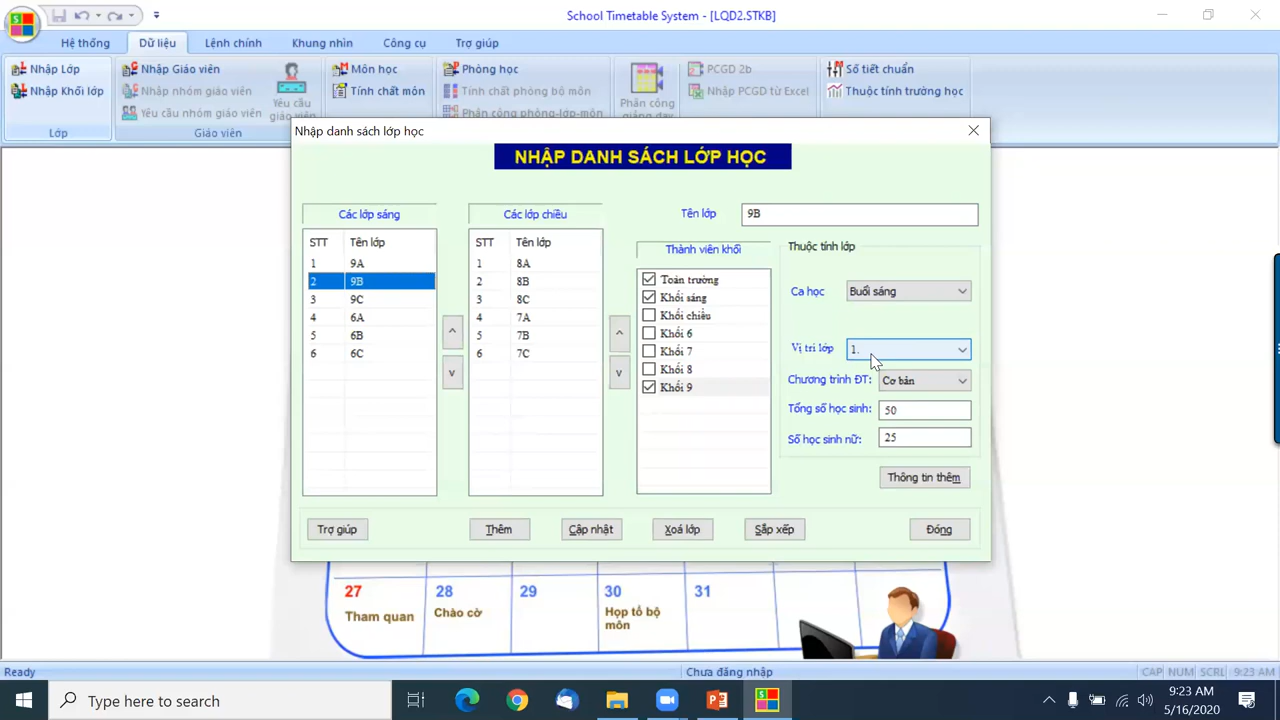 School Timetable System - [LQD2.STKB]
Hệ thống
Dữ liệu
Lệnh chính
Khung nhìn
Công cụ
Trợ giúp
Nhập Lớp
Nhập Khối lớp
Lớp
Nhập Giáo viên
Nhập nhóm giáo viên
Yêu cầu nhóm giáo viên
Yêu cầu
giáo viên
Giáo viên
Môn học
Tính chất môn
Phòng học
Tính chất phòng bộ môn
Phân công phòng-lớp-môn
Phân công
giảng dạy
PCGD 2b
Nhập PCGD từ Excel
Số tiết chuẩn
Thuộc tính trường học
Nhập danh sách lớp học
NHẬP DANH SÁCH LỚP HỌC
Các lớp sáng
STT Tên lớp
1 9A
2 9B
3 9C
4 6A
5 6B
6 6C
^
v
Các lớp chiều
STT Tên lớp
1 8A
2 8B
3 8C
4 7A
5 7B
6 7C
^
v
Tên lớp 9B
Thành viên khối
Toàn trường
Khối sáng
Khối chiều
Khối 6
Khối 7
Khối 8
Khối 9
Thuộc tính lớp
Ca học Buổi sáng
Vị trí lớp 1.
Chương trình ĐT: Cơ bản
Tổng số học sinh: 50
Số học sinh nữ: 25
Thông tin thêm
Trợ giúp
Thêm
Cập nhật
Xoá lớp
Sắp xếp
Đóng
27 28 29 30 31
Tham quan
Chào cờ
Họp tổ bộ
môn
Ready
Chưa đăng nhập
CAP NUM SCRL 9:23 AM
Type here to search
9:23 AM
5/16/2020